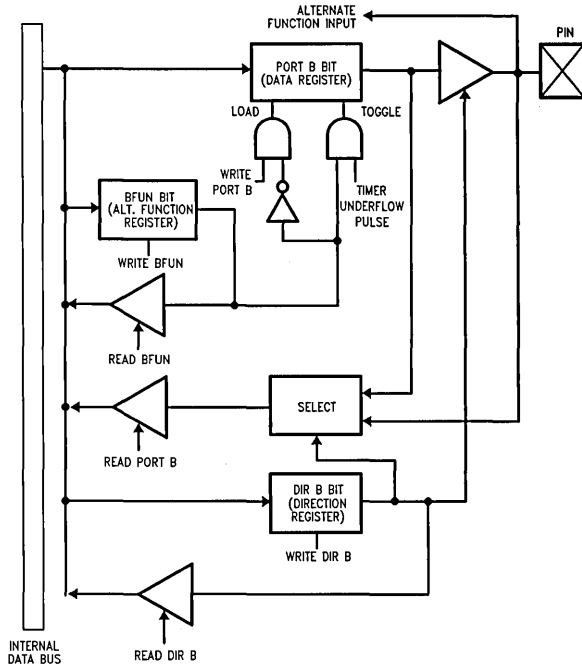 ALTERNATE
FUNCTION INPUT
PIN
PORT B BIT
(DATA REGISTER)
LOAD
TOGGLE
WRITE
PORT B
TIMER
UNDERFLOW
PULSE
BFUN BIT
(ALT. FUNCTION
REGISTER)
WRITE BFUN
READ BFUN
SELECT
READ PORT B
DIR B BIT
(DIRECTION
REGISTER)
WRITE DIR B
READ DIR B
INTERNAL
DATA BUS